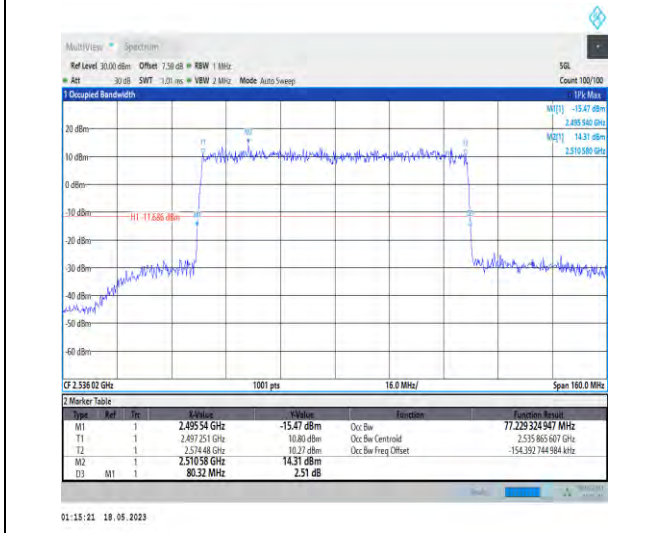 MultiView Spectrum
Ref Level 30.00 dBm Offset 7.59 dB RBW 1 MHz SGL
Att 30 dB SWT 1.01 ms VBW 2 MHz Mode Auto Sweep Count 100/100
1 Occupied Bandwidth 1Pk Max
M1[1] -15.47 dBm
2.495 540 GHz
M2[1] 14.31 dBm
2.510 580 GHz
20 dBm
10 dBm
0 dBm
-10 dBm
H1 -11.686 dBm
-20 dBm
-30 dBm
-40 dBm
-50 dBm
-60 dBm
CF 2.536 02 GHz 1001 pts 16.0 MHz/ Span 160.0 MHz
2 Marker Table
Type Ref Trc X-Value Y-Value Function Function Result
M1 1 2.495 54 GHz -15.47 dBm Occ Bw 77.229 324 947 MHz
T1 1 2.497 251 GHz 10.80 dBm Occ Bw Centroid 2.535 865 607 GHz
T2 1 2.574 48 GHz 10.27 dBm Occ Bw Freq Offset -154.392 744 984 kHz
M2 1 2.510 58 GHz 14.31 dBm
D3 M1 1 80.32 MHz 2.51 dB
01:15:21 18.05.2023